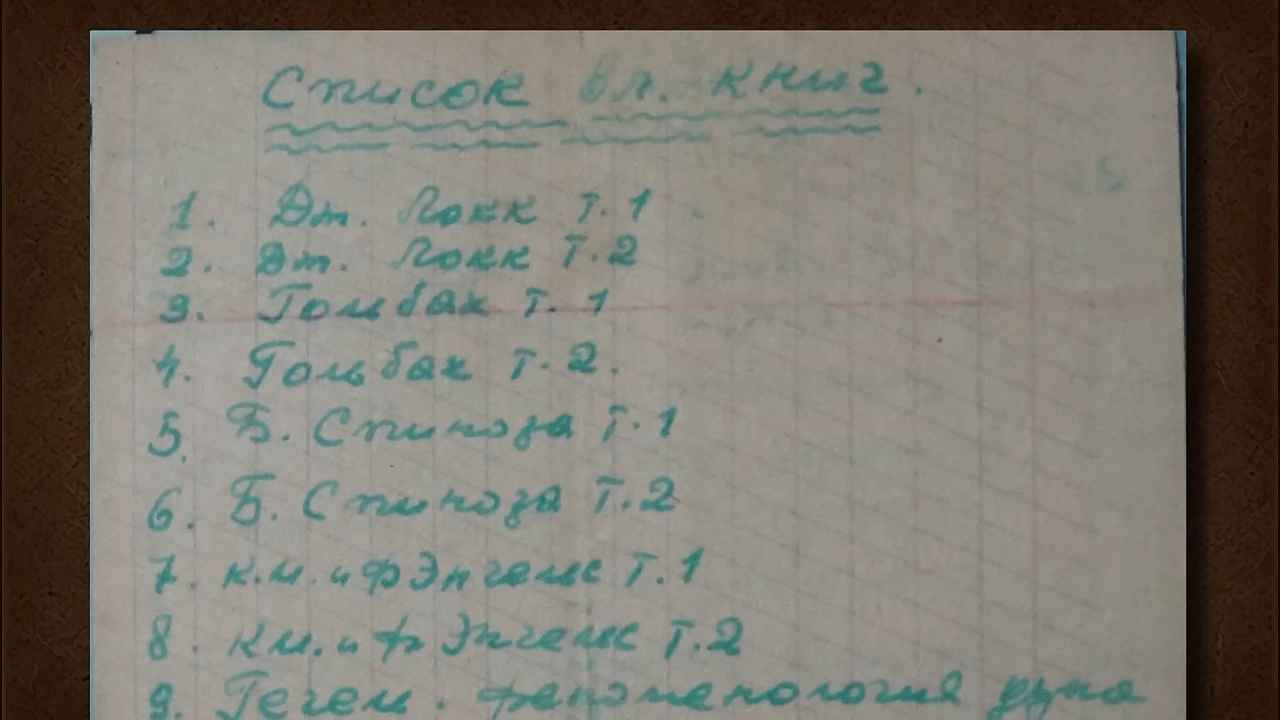 Список вл. книг.
1. Дж. Локк Т.1
2. Дж. Локк Т.2
3. Гольбах Т.1
4. Гольбах Т.2.
5. Б. Спиноза Т.1
6. Б. Спиноза Т.2
7. К.М. и Ф Энгельс Т.1
8. К.М. и Ф Энгельс Т.2
9. Гегель. Феноменология духа